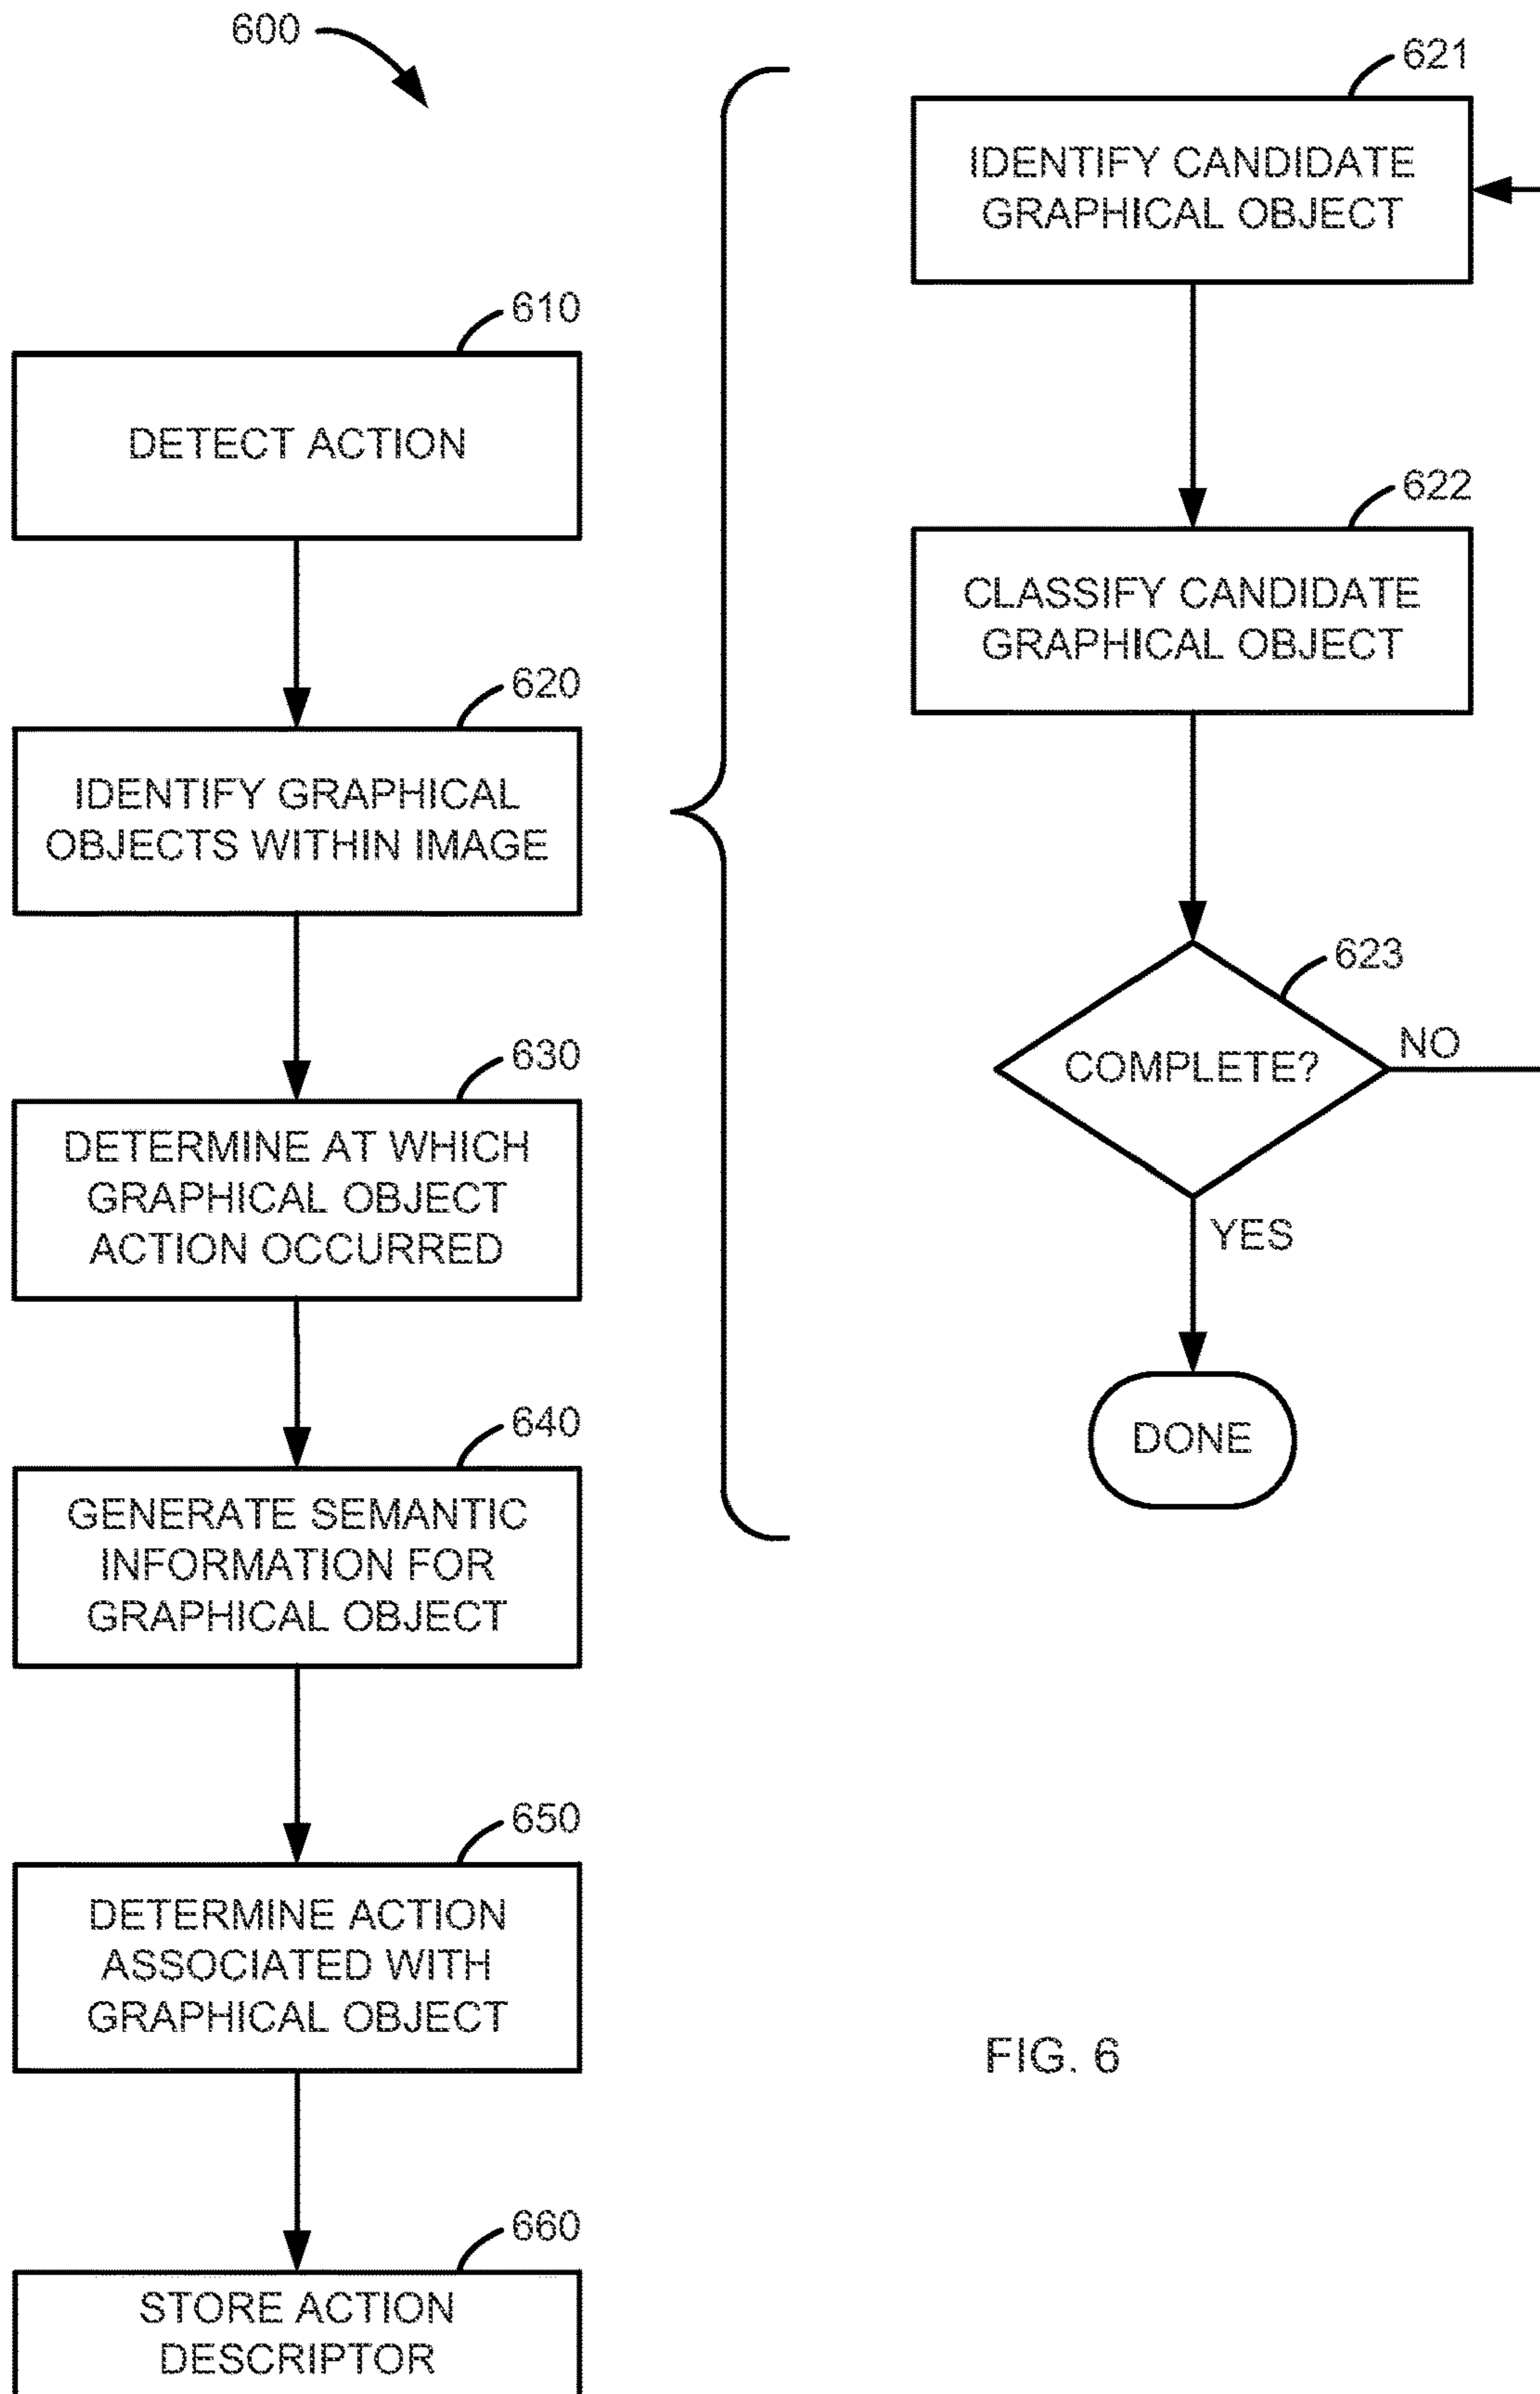 600
610
DETECT ACTION
620
IDENTIFY GRAPHICAL
OBJECTS WITHIN IMAGE
630
DETERMINE AT WHICH
GRAPHICAL OBJECT
ACTION OCCURRED
640
GENERATE SEMANTIC
INFORMATION FOR
GRAPHICAL OBJECT
650
DETERMINE ACTION
ASSOCIATED WITH
GRAPHICAL OBJECT
660
STORE ACTION
DESCRIPTOR
621
IDENTIFY CANDIDATE
GRAPHICAL OBJECT
622
CLASSIFY CANDIDATE
GRAPHICAL OBJECT
623
COMPLETE?
NO
YES
DONE
FIG. 6